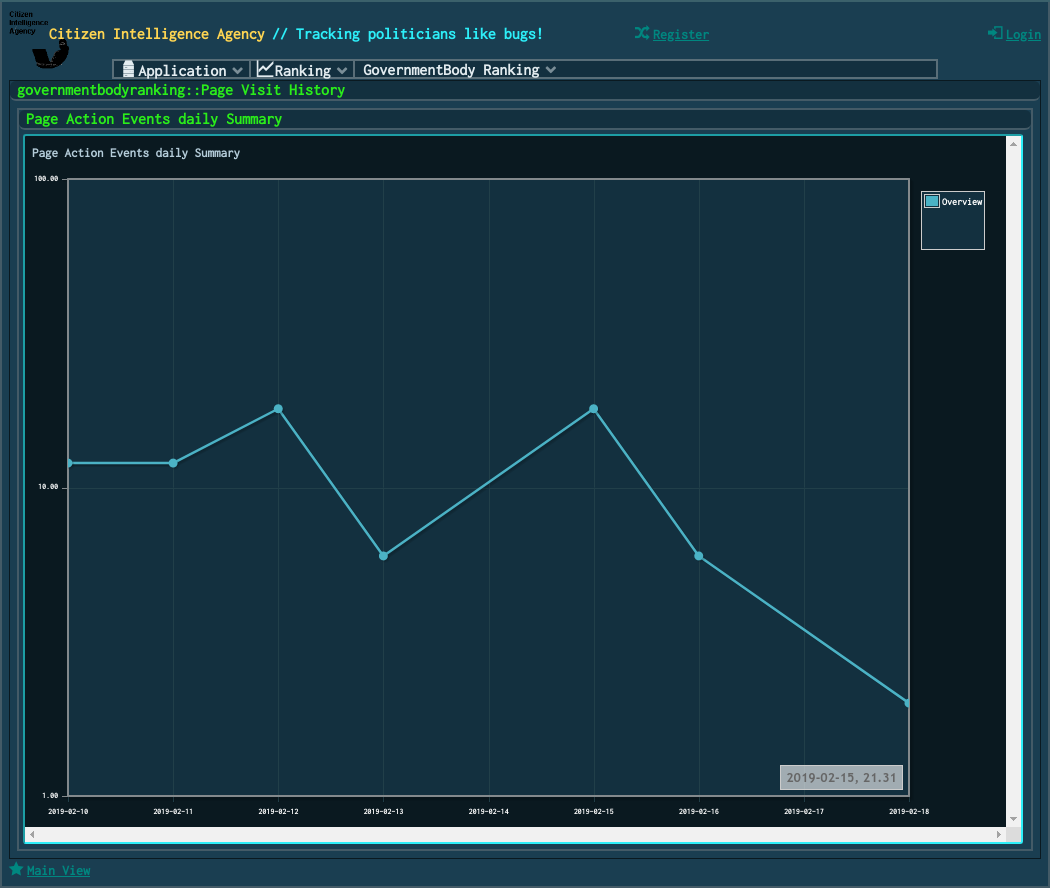 Citizen
Intelligence
Agency
Citizen Intelligence Agency // Tracking politicians like bugs!
Register
Login
Application
Ranking
GovernmentBody Ranking
governmentbodyranking::Page Visit History
Page Action Events daily Summary
Page Action Events daily Summary
100.00
Overview
10.00
2019-02-15, 21.31
1.00
2019-02-10 2019-02-11 2019-02-12 2019-02-13 2019-02-14 2019-02-15 2019-02-16 2019-02-17 2019-02-18
Main View